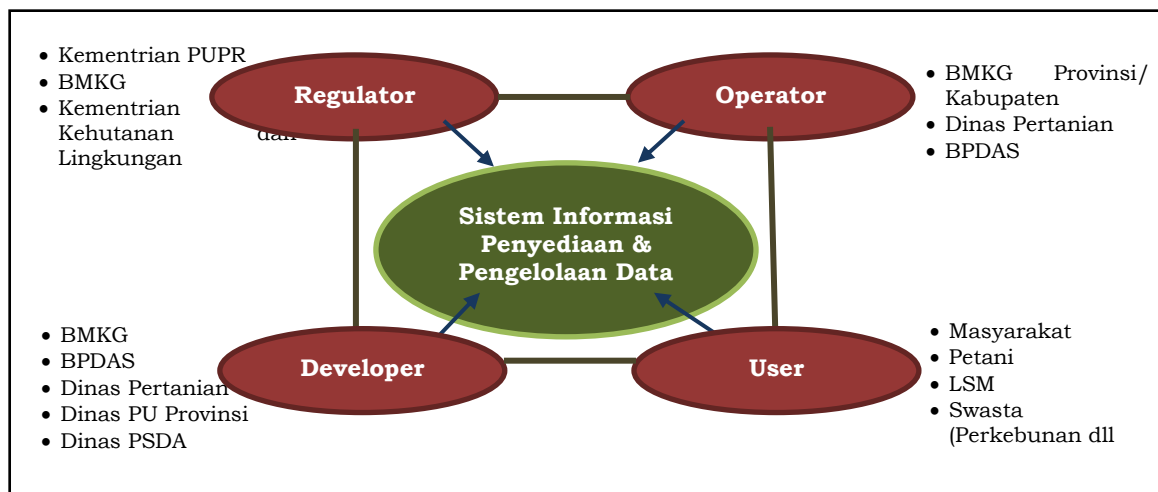 • Kementrian PUPR
• BMKG
• Kementrian
Kehutanan dan
Lingkungan
Regulator
Operator
• BMKG Provinsi/
Kabupaten
• Dinas Pertanian
• BPDAS
Sistem Informasi
Penyediaan &
Pengelolaan Data
• BMKG
• BPDAS
• Dinas Pertanian
• Dinas PU Provinsi
• Dinas PSDA
Developer
User
• Masyarakat
• Petani
• LSM
• Swasta
(Perkebunan dll